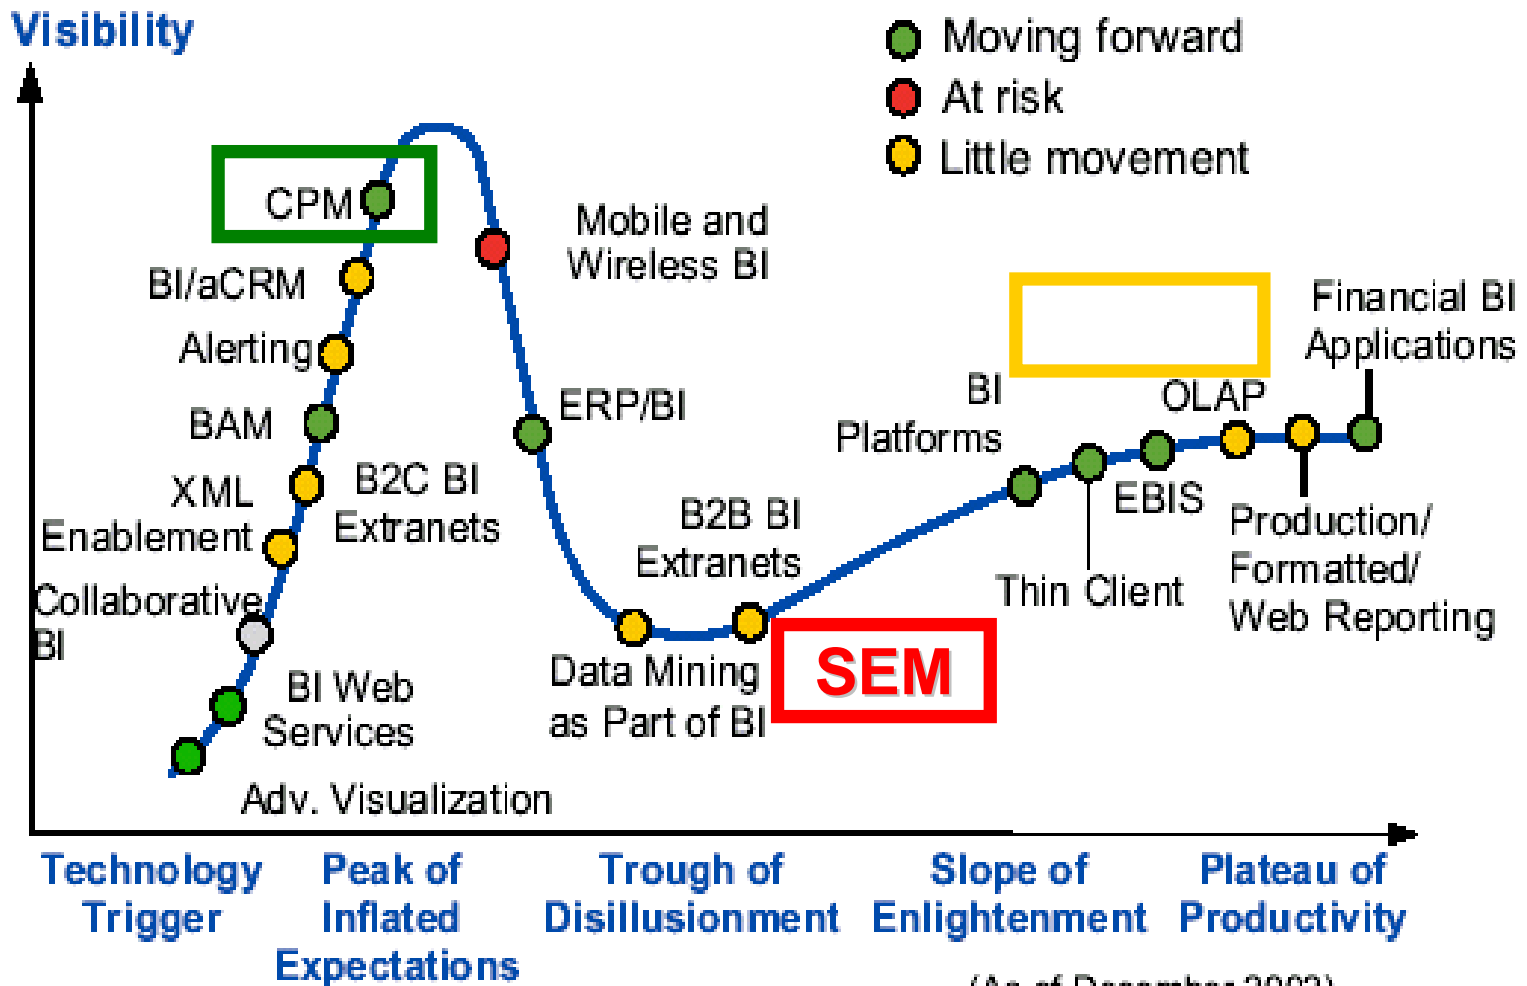 Visibility
Moving forward
At risk
Little movement
CPM
BI/aCRM
Alerting
BAM
XML
Enablement
B2C BI
Extranets
Collaborative
BI
BI Web
Services
Adv. Visualization
Mobile and
Wireless BI
ERP/BI
B2B BI
Extranets
Data Mining
as Part of BI
SEM
BI
Platforms
Thin Client
EBIS
OLAP
Production/
Formatted/
Web Reporting
Financial BI
Applications
Technology
Trigger
Peak of
Inflated
Expectations
Trough of
Disillusionment
Slope of
Enlightenment
Plateau of
Productivity
(As of December